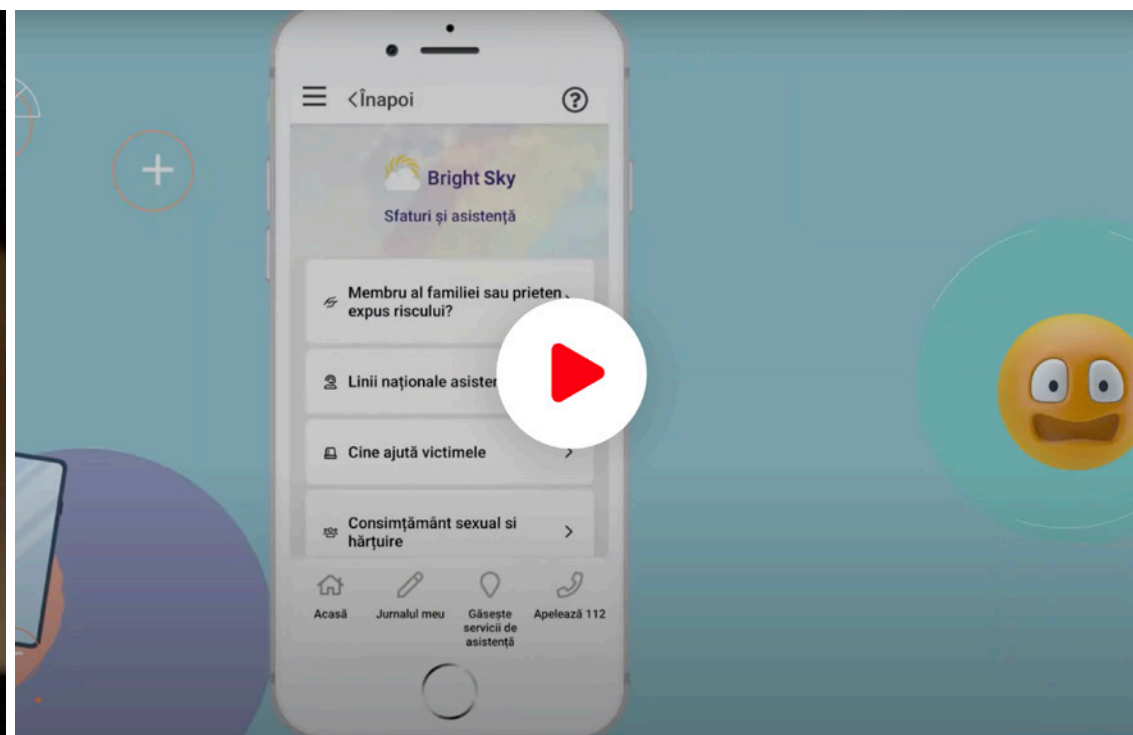 <Înapoi
Bright Sky
Sfaturi și asistență
Membru al familiei sau prieten
expus riscului?
Linii naționale
Cine ajută victimele
Consimțământ sexual si
hărțuire
Acasă
Jurnalul meu
Găsește
servicii de
asistență
Apelează 112